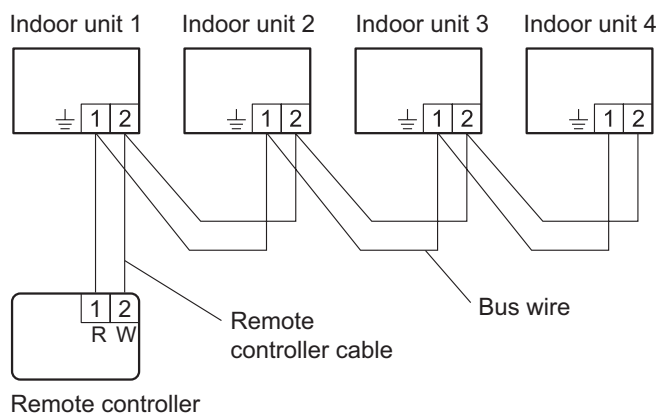 Indoor unit 1 Indoor unit 2 Indoor unit 3 Indoor unit 4
1 2 1 2 1 2 1 2
1 2
R W
Remote
controller cable
Bus wire
Remote controller